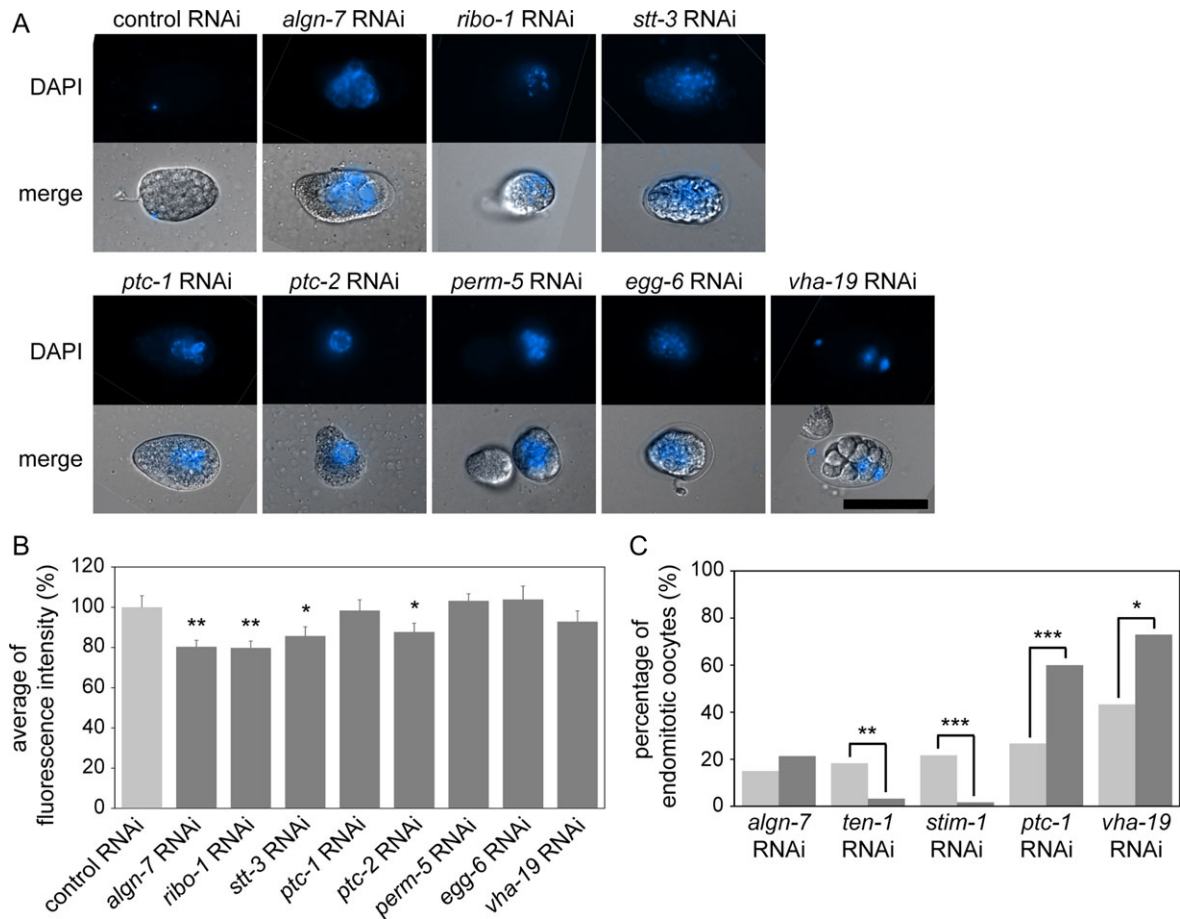 A
control RNAi algn-7 RNAi ribo-1 RNAi stt-3 RNAi
DAPI
merge
ptc-1 RNAi ptc-2 RNAi perm-5 RNAi egg-6 RNAi vha-19 RNAi
DAPI
merge
B
average of
fluorescence intensity (%)
120
100
80
60
40
20
0
** ** * *
control RNAi algn-7 RNAi ribo-1 RNAi stt-3 RNAi ptc-1 RNAi ptc-2 RNAi perm-5 RNAi egg-6 RNAi vha-19 RNAi
C
percentage of
endomitotic oocytes (%)
100
80
60
40
20
0
** *** *** *
algn-7 ten-1 stim-1 ptc-1 vha-19
RNAi RNAi RNAi RNAi RNAi